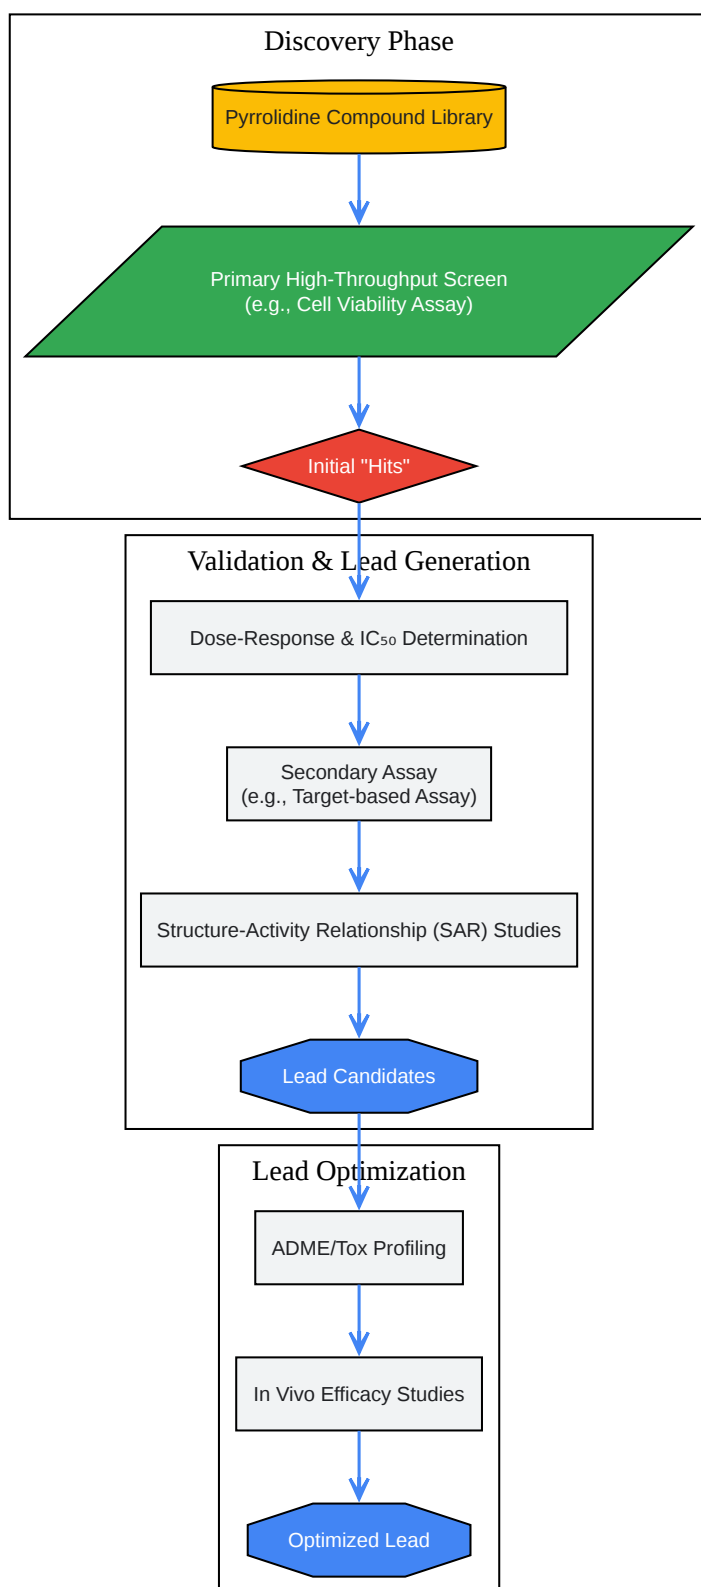 Discovery Phase
Pyrrolidine Compound Library
Primary High-Throughput Screen
(e.g., Cell Viability Assay)
Initial "Hits"
Validation & Lead Generation
Dose-Response & IC₅₀ Determination
Secondary Assay
(e.g., Target-based Assay)
Structure-Activity Relationship (SAR) Studies
Lead Candidates
Lead Optimization
ADME/Tox Profiling
In Vivo Efficacy Studies
Optimized Lead